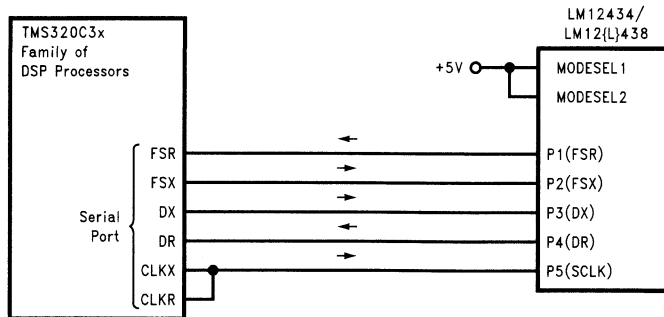 TMS320C3x
Family of
DSP Processors
Serial
Port
FSR
FSX
DX
DR
CLKX
CLKR
+5V
LM12434/
LM12{L}438
MODESEL1
MODESEL2
P1(FSR)
P2(FSX)
P3(DX)
P4(DR)
P5(SCLK)